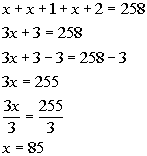 x + x + 1 + x + 2 = 258
3x + 3 = 258
3x + 3 − 3 = 258 − 3
3x = 255
3x/3 = 255/3
x = 85